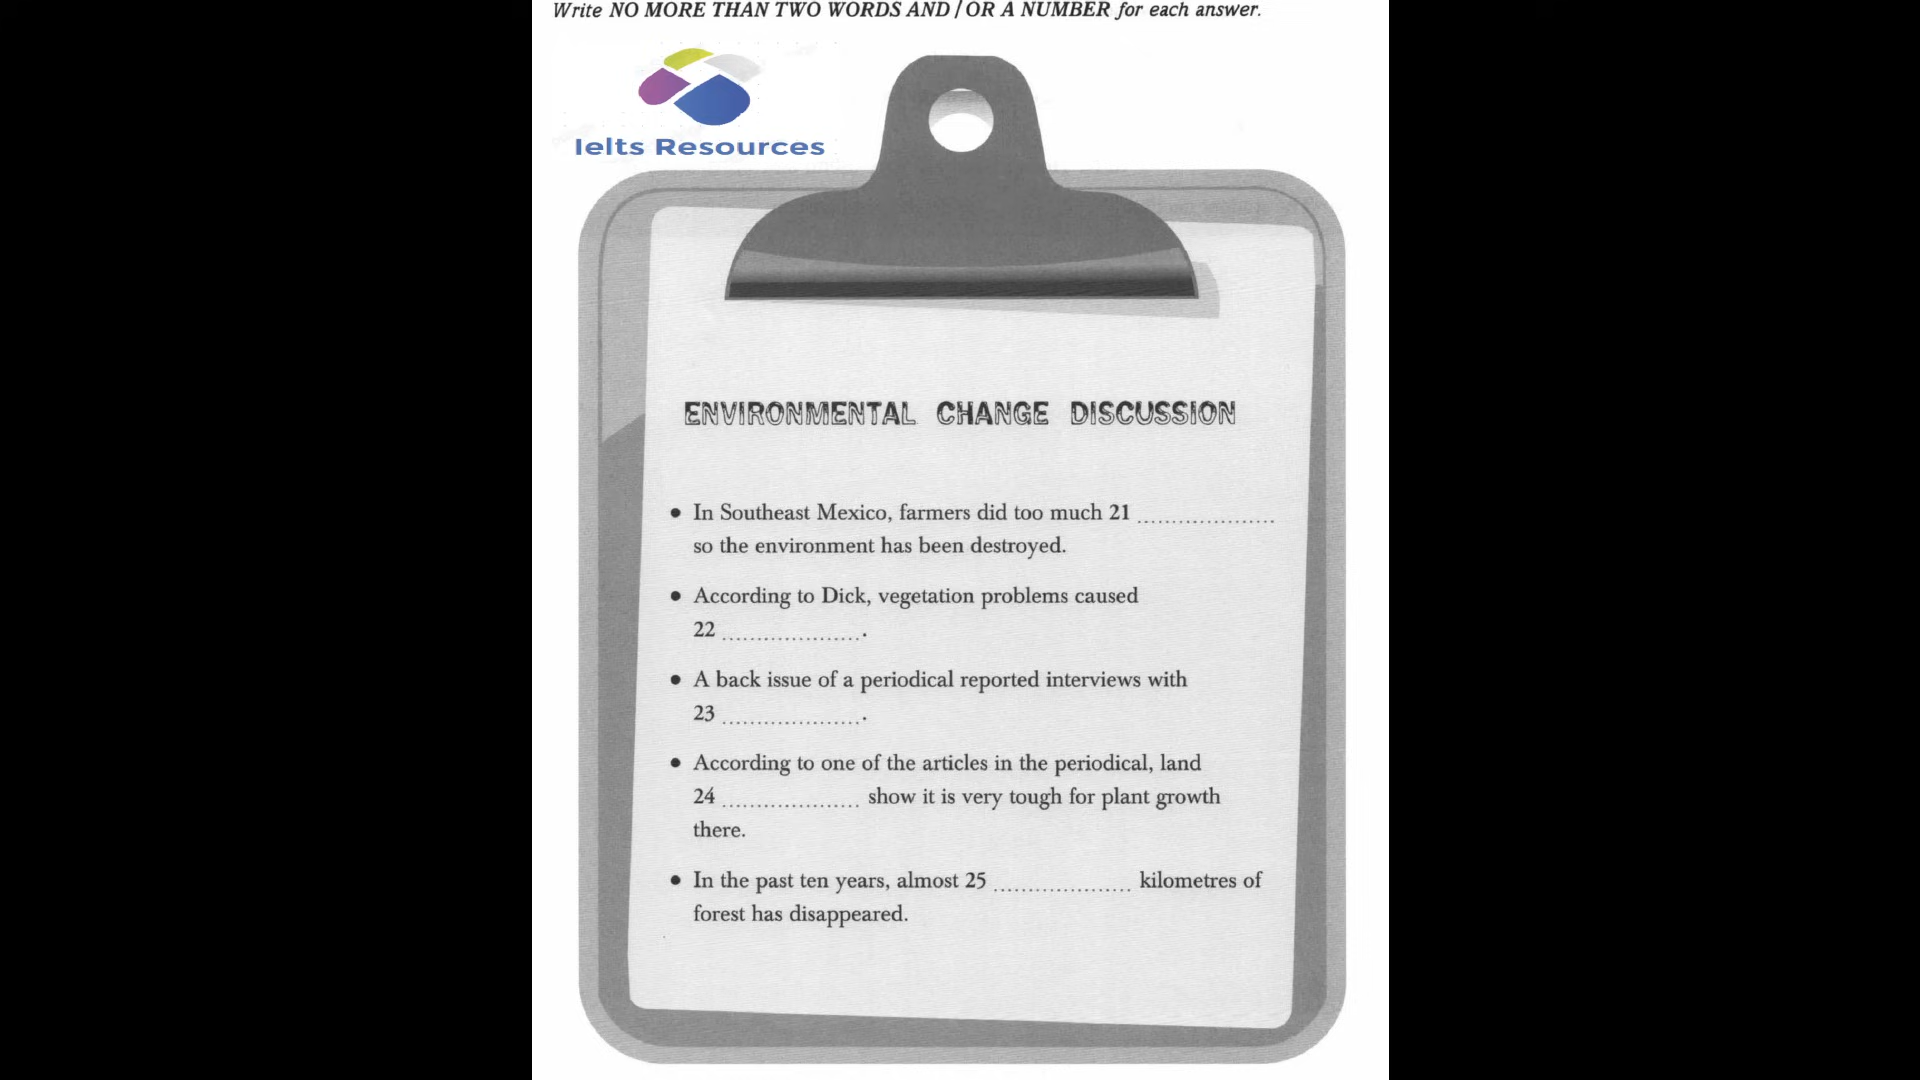 Write NO MORE THAN TWO WORDS AND / OR A NUMBER for each answer.
Ielts Resources
ENVIRONMENTAL CHANGE DISCUSSION
• In Southeast Mexico, farmers did too much 21 ....................
so the environment has been destroyed.
• According to Dick, vegetation problems caused
22 .................... .
• A back issue of a periodical reported interviews with
23 .................... .
• According to one of the articles in the periodical, land
24 .................... show it is very tough for plant growth
there.
• In the past ten years, almost 25 .................... kilometres of
forest has disappeared.